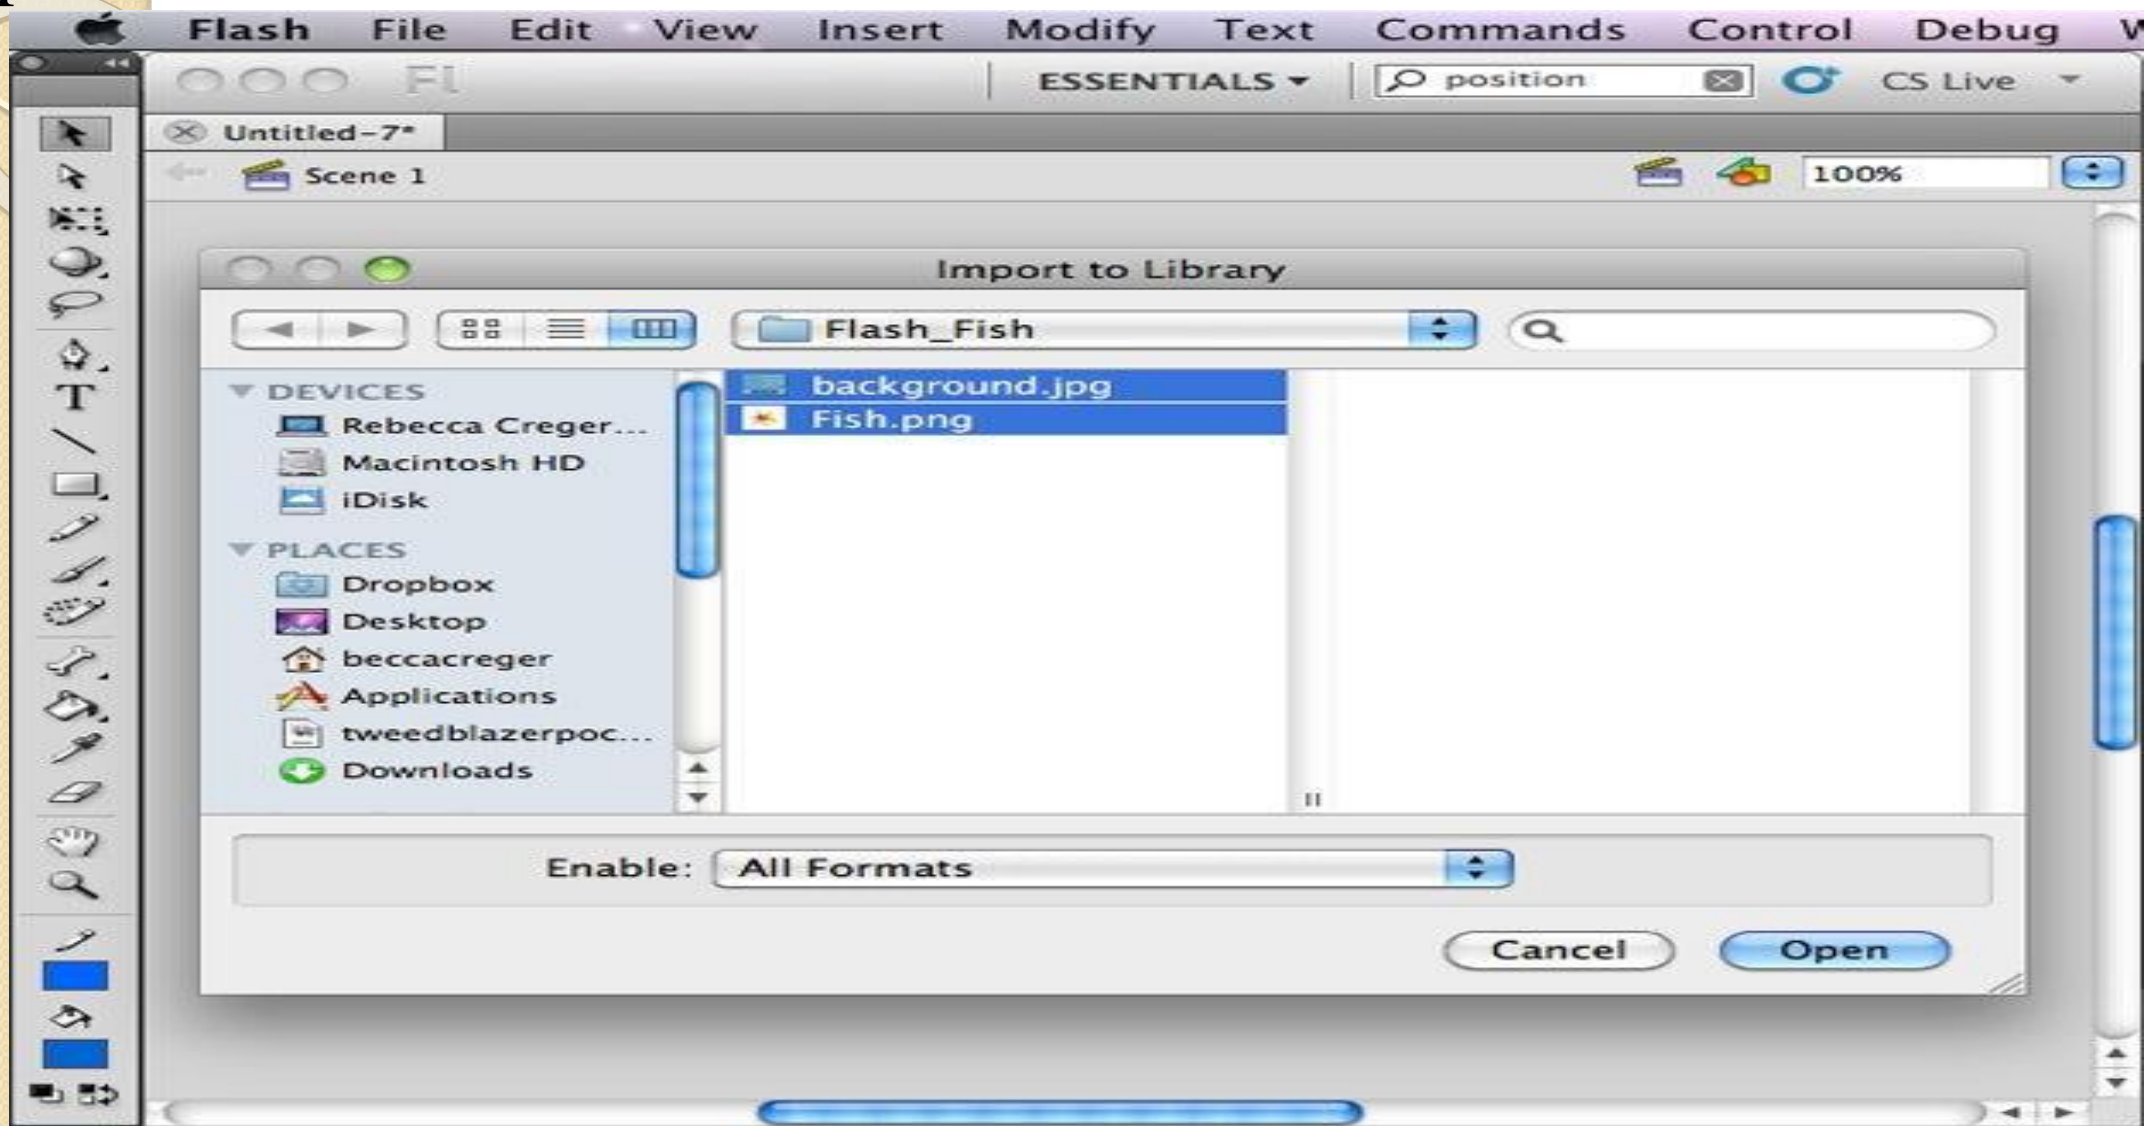 Flash File Edit View Insert Modify Text Commands Control Debug
Fl ESSENTIALS position CS Live
Untitled-7*
Scene 1 100%
Import to Library
Flash_Fish
DEVICES
Rebecca Creger...
Macintosh HD
iDisk
PLACES
Dropbox
Desktop
beccacreger
Applications
tweedblazerpoc...
Downloads
background.jpg
Fish.png
Enable: All Formats
Cancel Open
T